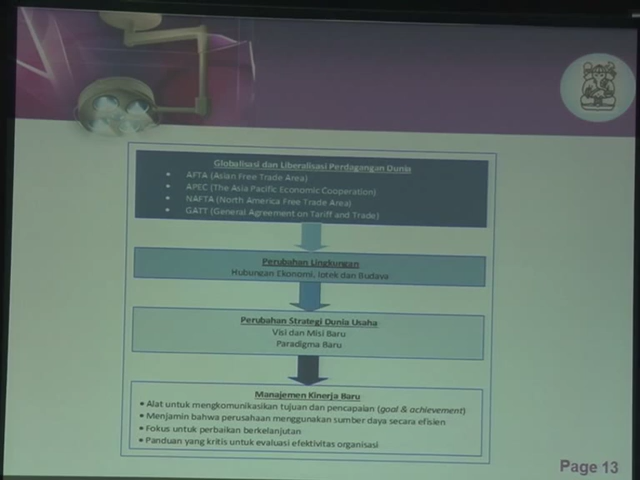 Globalisasi dan Liberalisasi Perdagangan Dunia
• AFTA (Asian Free Trade Area)
• APEC (The Asia Pacific Economic Cooperation)
• NAFTA (North America Free Trade Area)
• GATT (General Agreement on Tariff and Trade)
Perubahan Lingkungan
Hubungan Ekonomi, Iptek dan Budaya
Perubahan Strategi Dunia Usaha
Visi dan Misi Baru
Paradigma Baru
Manajemen Kinerja Baru
• Alat untuk mengkomunikasikan tujuan dan pencapaian (goal & achievement)
• Menjamin bahwa perusahaan menggunakan sumber daya secara efisien
• Fokus untuk perbaikan berkelanjutan
• Panduan yang kritis untuk evaluasi efektivitas organisasi
Page 13